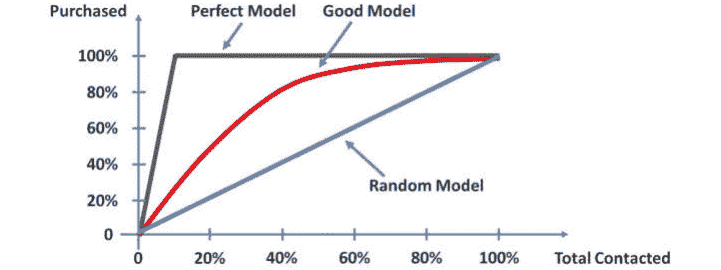 Purchased
Perfect Model
Good Model
100%
80%
60%
40%
20%
0
Random Model
0
20%
40%
60%
80%
100%
Total Contacted